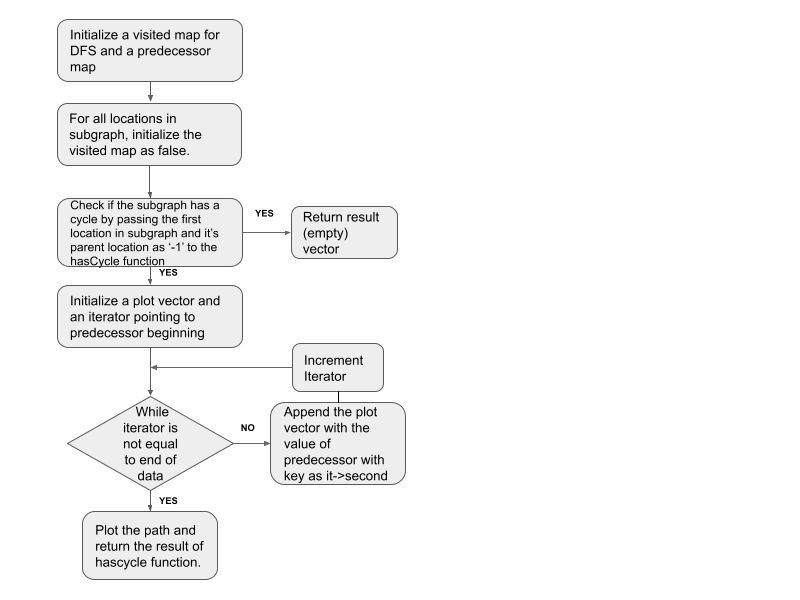 Initialize a visited map for
DFS and a predecessor
map
For all locations in
subgraph, initialize the
visited map as false.
Check if the subgraph has a
cycle by passing the first
location in subgraph and it's
parent location as ‘-1’ to the
hasCycle function
YES
Return result
(empty)
vector
YES
Initialize a plot vector and
an iterator pointing to
predecessor beginning
Increment
Iterator
While
iterator is
not equal
to end of
data
NO
Append the plot
vector with the
value of
predecessor with
key as it->second
YES
Plot the path and
return the result of
hascycle function.